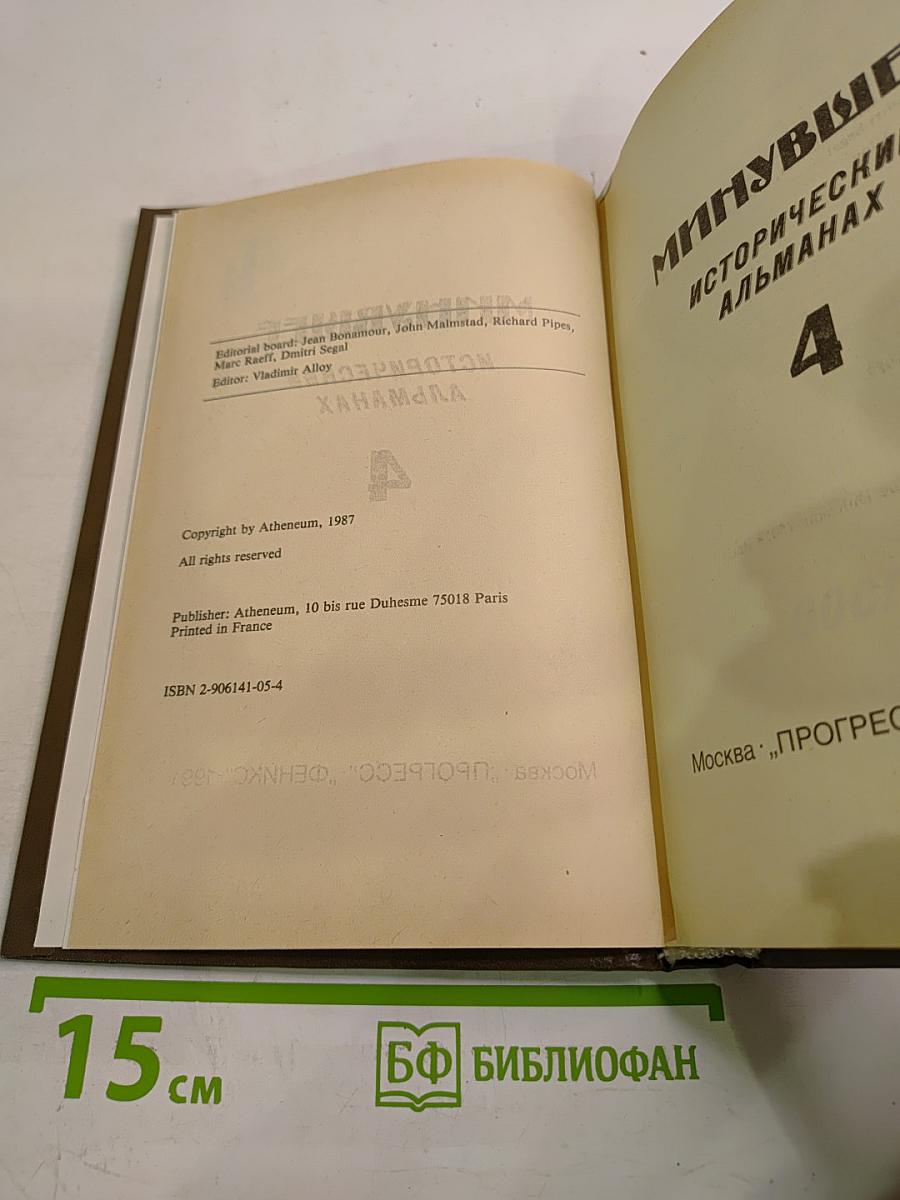 Editorial board: Jean Bonamour, John Malmstad, Richard Pipes,
Marc Raeff, Dmitri Segal
Editor: Vladimir Alloy
Copyright by Atheneum, 1987
All rights reserved
Publisher: Atheneum, 10 bis rue Duhesme 75018 Paris
Printed in France
ISBN 2-906141-05-4
МИНУВШЕ
ИСТОРИЧЕСКИ
АЛЬМАНАХ
4
Москва · „ПРОГРЕС
15 см
БФ БИБЛИОФАН